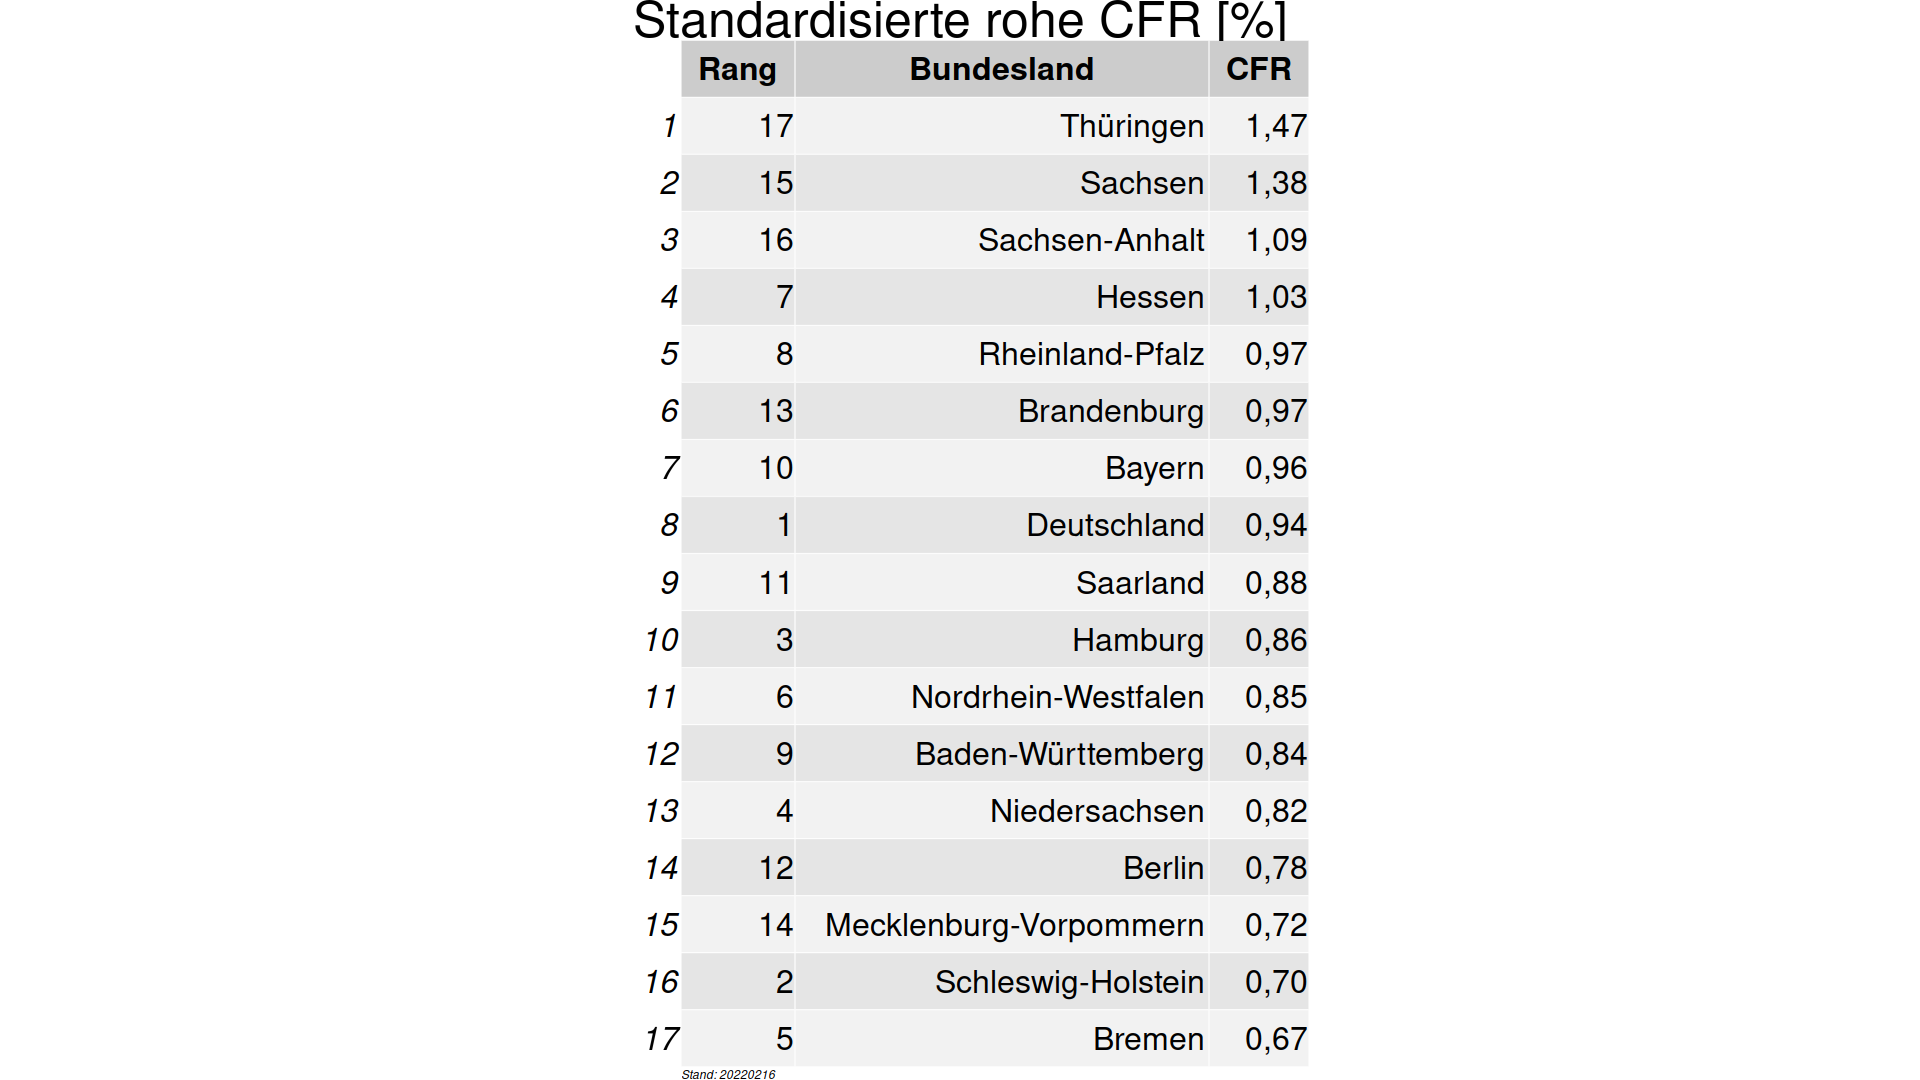 Standardisierte rohe CFR [%]
Rang Bundesland CFR
1 17 Thüringen 1,47
2 15 Sachsen 1,38
3 16 Sachsen-Anhalt 1,09
4 7 Hessen 1,03
5 8 Rheinland-Pfalz 0,97
6 13 Brandenburg 0,97
7 10 Bayern 0,96
8 1 Deutschland 0,94
9 11 Saarland 0,88
10 3 Hamburg 0,86
11 6 Nordrhein-Westfalen 0,85
12 9 Baden-Württemberg 0,84
13 4 Niedersachsen 0,82
14 12 Berlin 0,78
15 14 Mecklenburg-Vorpommern 0,72
16 2 Schleswig-Holstein 0,70
17 5 Bremen 0,67
Stand: 20220216